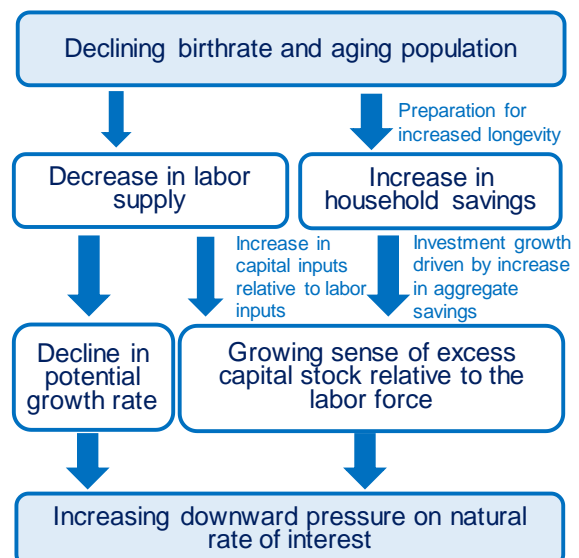 Declining birthrate and aging population
Preparation for
increased longevity
Decrease in labor
supply
Increase in
household savings
Increase in
capital inputs
relative to labor
inputs
Investment growth
driven by increase
in aggregate
savings
Decline in
potential
growth rate
Growing sense of excess
capital stock relative to the
labor force
Increasing downward pressure on natural
rate of interest